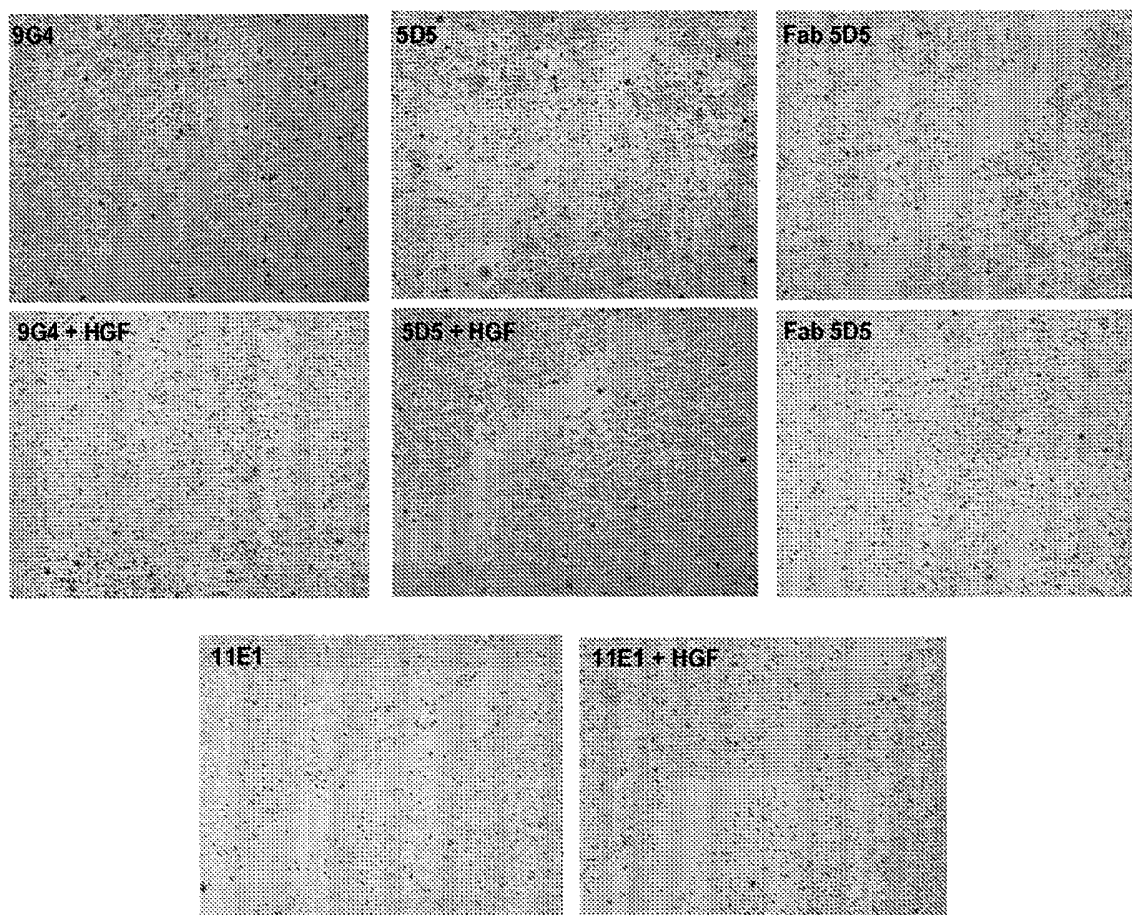 9G4
5D5
Fab 5D5
9G4 + HGF
5D5 + HGF
Fab 5D5
11E1
11E1 + HGF